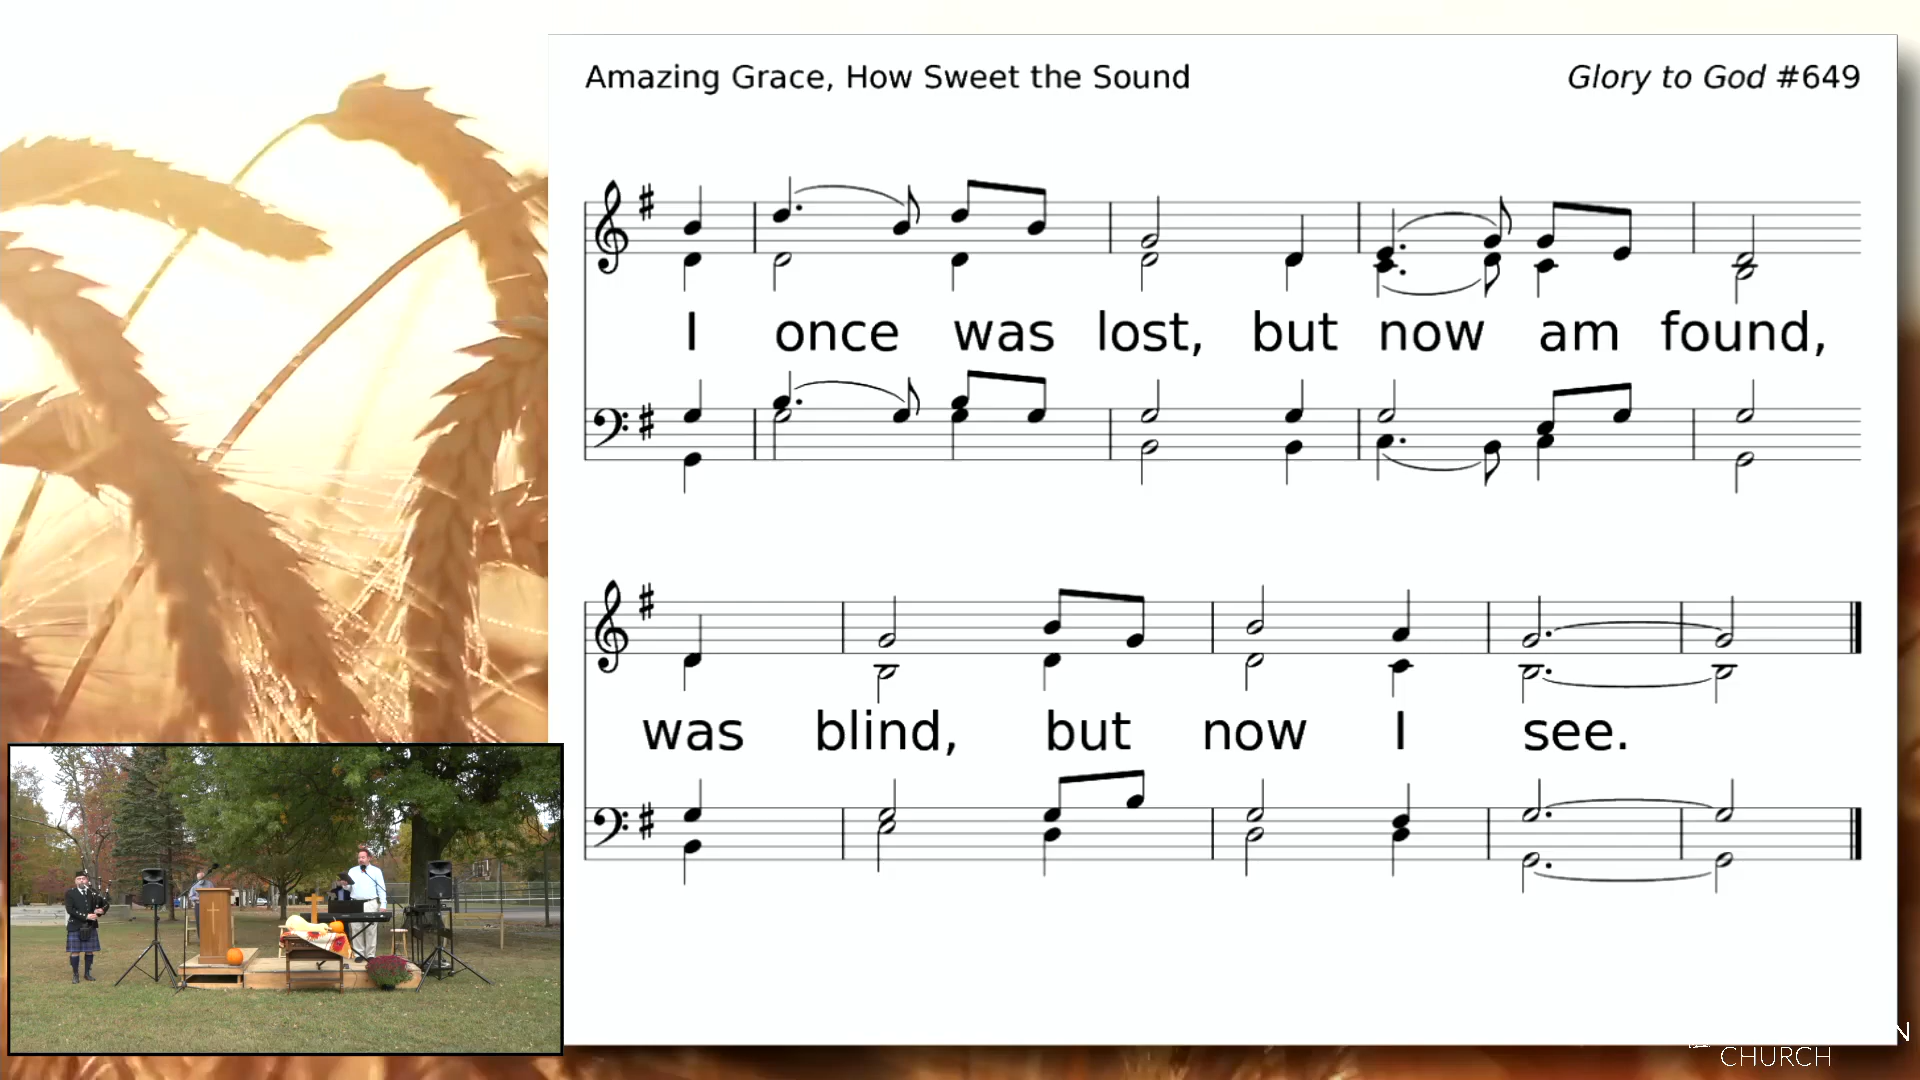 Amazing Grace, How Sweet the Sound
Glory to God #649
I once was lost, but now am found,
was blind, but now I see.
CHURCH